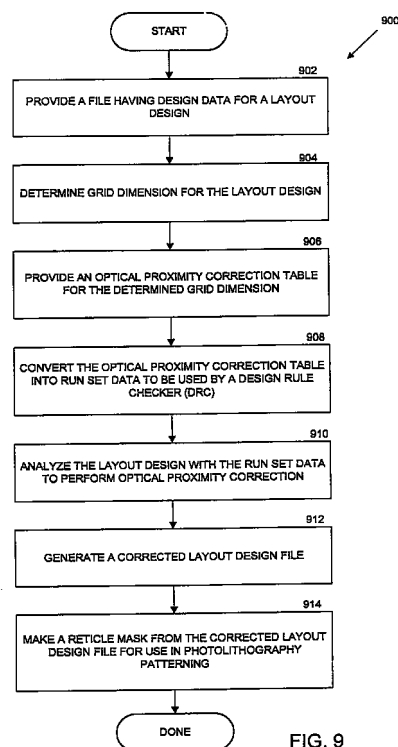 START
900
902
PROVIDE A FILE HAVING DESIGN DATA FOR A LAYOUT
DESIGN
904
DETERMINE GRID DIMENSION FOR THE LAYOUT DESIGN
906
PROVIDE AN OPTICAL PROXIMITY CORRECTION TABLE
FOR THE DETERMINED GRID DIMENSION
908
CONVERT THE OPTICAL PROXIMITY CORRECTION TABLE
INTO RUN SET DATA TO BE USED BY A DESIGN RULE
CHECKER (DRC)
910
ANALYZE THE LAYOUT DESIGN WITH THE RUN SET DATA
TO PERFORM OPTICAL PROXIMITY CORRECTION
912
GENERATE A CORRECTED LAYOUT DESIGN FILE
914
MAKE A RETICLE MASK FROM THE CORRECTED LAYOUT
DESIGN FILE FOR USE IN PHOTOLITHOGRAPHY
PATTERNING
DONE
FIG. 9